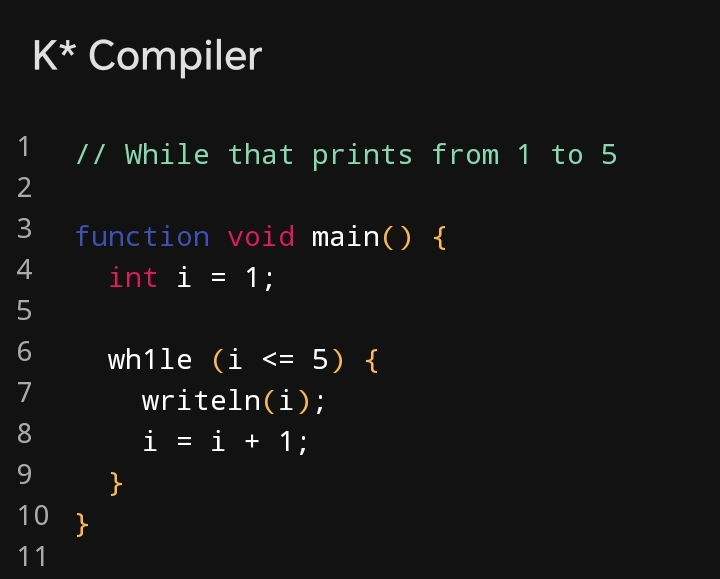 K* Compiler
1 // While that prints from 1 to 5
2
3 function void main() {
4 int i = 1;
5
6 wh1le (i <= 5) {
7 writeln(i);
8 i = i + 1;
9 }
10 }
11